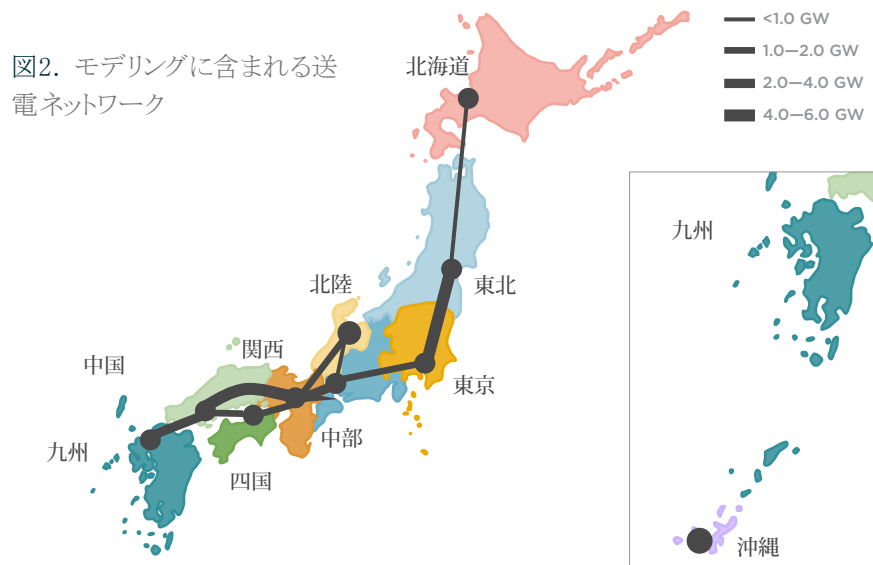 図2. モデリングに含まれる送
電ネットワーク
<1.0 GW
1.0—2.0 GW
2.0—4.0 GW
4.0—6.0 GW
北海道
九州
東北
北陸
関西
中国
東京
中部
九州
四国
沖縄